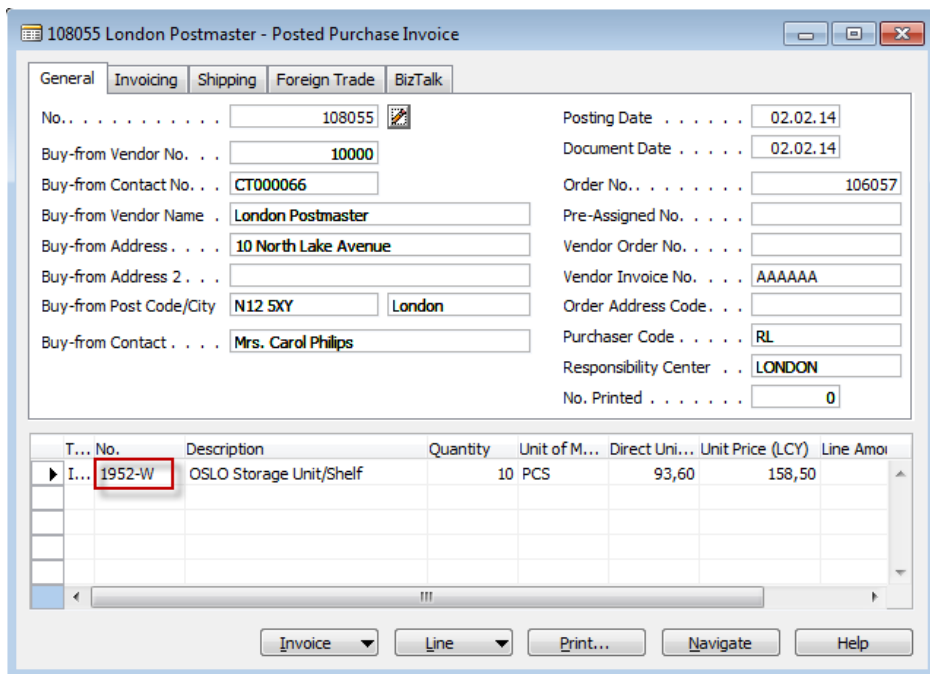 108055 London Postmaster - Posted Purchase Invoice
General Invoicing Shipping Foreign Trade BizTalk
No.. . . . . . . . . . . 108055 Posting Date . . . . . . 02.02.14
Buy-from Vendor No. . . 10000 Document Date . . . . . 02.02.14
Buy-from Contact No. . . CT000066 Order No.. . . . . . . . 106057
Buy-from Vendor Name . London Postmaster Pre-Assigned No. . . . .
Buy-from Address . . . . 10 North Lake Avenue Vendor Order No. . . . .
Buy-from Address 2 . . . Vendor Invoice No. . . . AAAAAA
Buy-from Post Code/City N12 5XY London Order Address Code. . .
Buy-from Contact . . . . Mrs. Carol Philips Purchaser Code . . . . . RL
Responsibility Center . . LONDON
No. Printed . . . . . . . 0
T... No. Description Quantity Unit of M... Direct Uni... Unit Price (LCY) Line Amou
I... 1952-W OSLO Storage Unit/Shelf 10 PCS 93,60 158,50
Invoice Line Print... Navigate Help